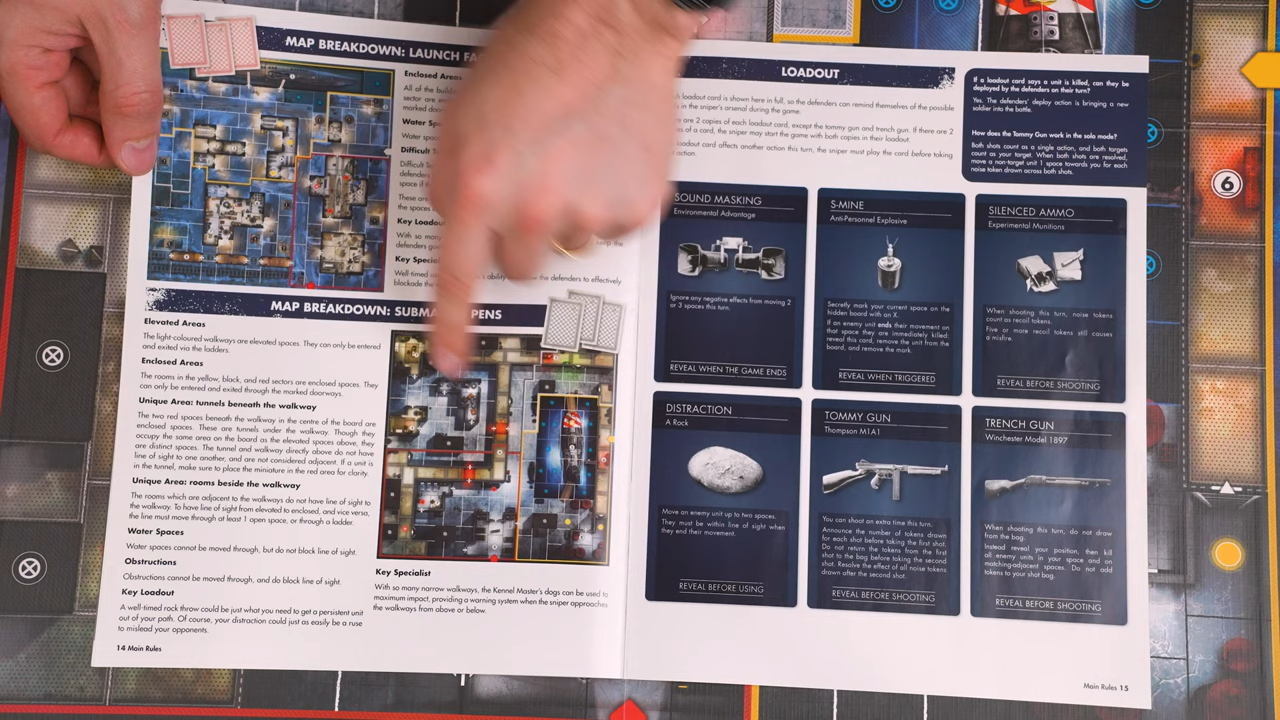 MAP BREAKDOWN: LAUNCH
Enclosed Areas
All of the
sector are
marked
Water
Water
Difficult
Difficult
defenders
space if
These are
the spaces
Key
With so many
keep the
defenders
Key
Well-timed
ability
the defenders to effectively
blockade the
MAP BREAKDOWN: PENS
Elevated Areas
The light-coloured walkways are elevated spaces. They can only be entered
and exited via the ladders.
Enclosed Areas
The rooms in the yellow, black, and red sectors are enclosed spaces. They
can only be entered and exited through the marked doorways.
Unique Area: tunnels beneath the walkway
The two red spaces beneath the walkway in the centre of the board are
enclosed spaces. These are tunnels under the walkway. Though they
occupy the same area on the board as the elevated spaces above, they
are distinct spaces. The tunnel and walkway directly above do not have
line of sight to one another, and are not considered adjacent. If a unit is
in the tunnel, make sure to place the miniature in the red area for clarity.
Unique Area: rooms beside the walkway
The rooms which are adjacent to the walkways do not have line of sight to
the walkway. To have line of sight from elevated to enclosed, and vice versa,
the line must move through at least 1 open space, or through a ladder.
Water Spaces
Water spaces cannot be moved through, but do not block line of sight.
Obstructions
Obstructions cannot be moved through, and do block line of sight.
Key Loadout
A well-timed rock throw could be just what you need to get a persistent unit
out of your path. Of course, your distraction could just as easily be a ruse
to mislead your opponents.
Key Specialist
With so many narrow walkways, the Kennel Master's dogs can be used to
maximum impact, providing a warning system when the sniper approaches
the walkways from above or below.
14 Main Rules
LOADOUT
loadout card is shown here in full, so the defenders can remind themselves of the possible
in the sniper's arsenal during the game.
are 2 copies of each loadout card, except the tommy gun and trench gun. If there are 2
of a card, the sniper may start the game with both copies in their loadout.
loadout card affects another action this turn, the sniper must play the card before taking
action.
If a loadout card says a unit is killed, can they be
deployed by the defenders on their turn?
Yes. The defenders' deploy action is bringing a new
soldier into the battle.
How does the Tommy Gun work in the solo mode?
Both shots count as a single action, and both targets
count as your target. When both shots are resolved,
move a non-target unit 1 space towards you for each
noise token drawn across both shots.
SOUND MASKING
Environmental Advantage
Ignore any negative effects from moving 2
or 3 spaces this turn.
REVEAL WHEN THE GAME ENDS
S-MINE
Anti-Personnel Explosive
Secretly mark your current space on the
hidden board with an X.
If an enemy unit ends their movement on
that space they are immediately killed:
reveal this card, remove the unit from the
board, and remove the mark.
REVEAL WHEN TRIGGERED
SILENCED AMMO
Experimental Munitions
When shooting this turn, noise tokens
count as recoil tokens.
Five or more recoil tokens still causes
a misfire.
REVEAL BEFORE SHOOTING
DISTRACTION
A Rock
Move an enemy unit up to two spaces.
They must be within line of sight when
they end their movement.
REVEAL BEFORE USING
TOMMY GUN
Thompson M1A1
You can shoot an extra time this turn.
Announce the number of tokens drawn
for each shot before taking the first shot.
Do not return the tokens from the first
shot to the bag before taking the second
shot. Resolve the effect of all noise tokens
drawn after the second shot.
REVEAL BEFORE SHOOTING
TRENCH GUN
Winchester Model 1897
When shooting this turn, do not draw
from the bag.
Instead reveal your position, then kill
all enemy units in your space and on
matching-adjacent spaces. Do not add
tokens to your shot bag.
REVEAL BEFORE SHOOTING
Main Rules 15
6